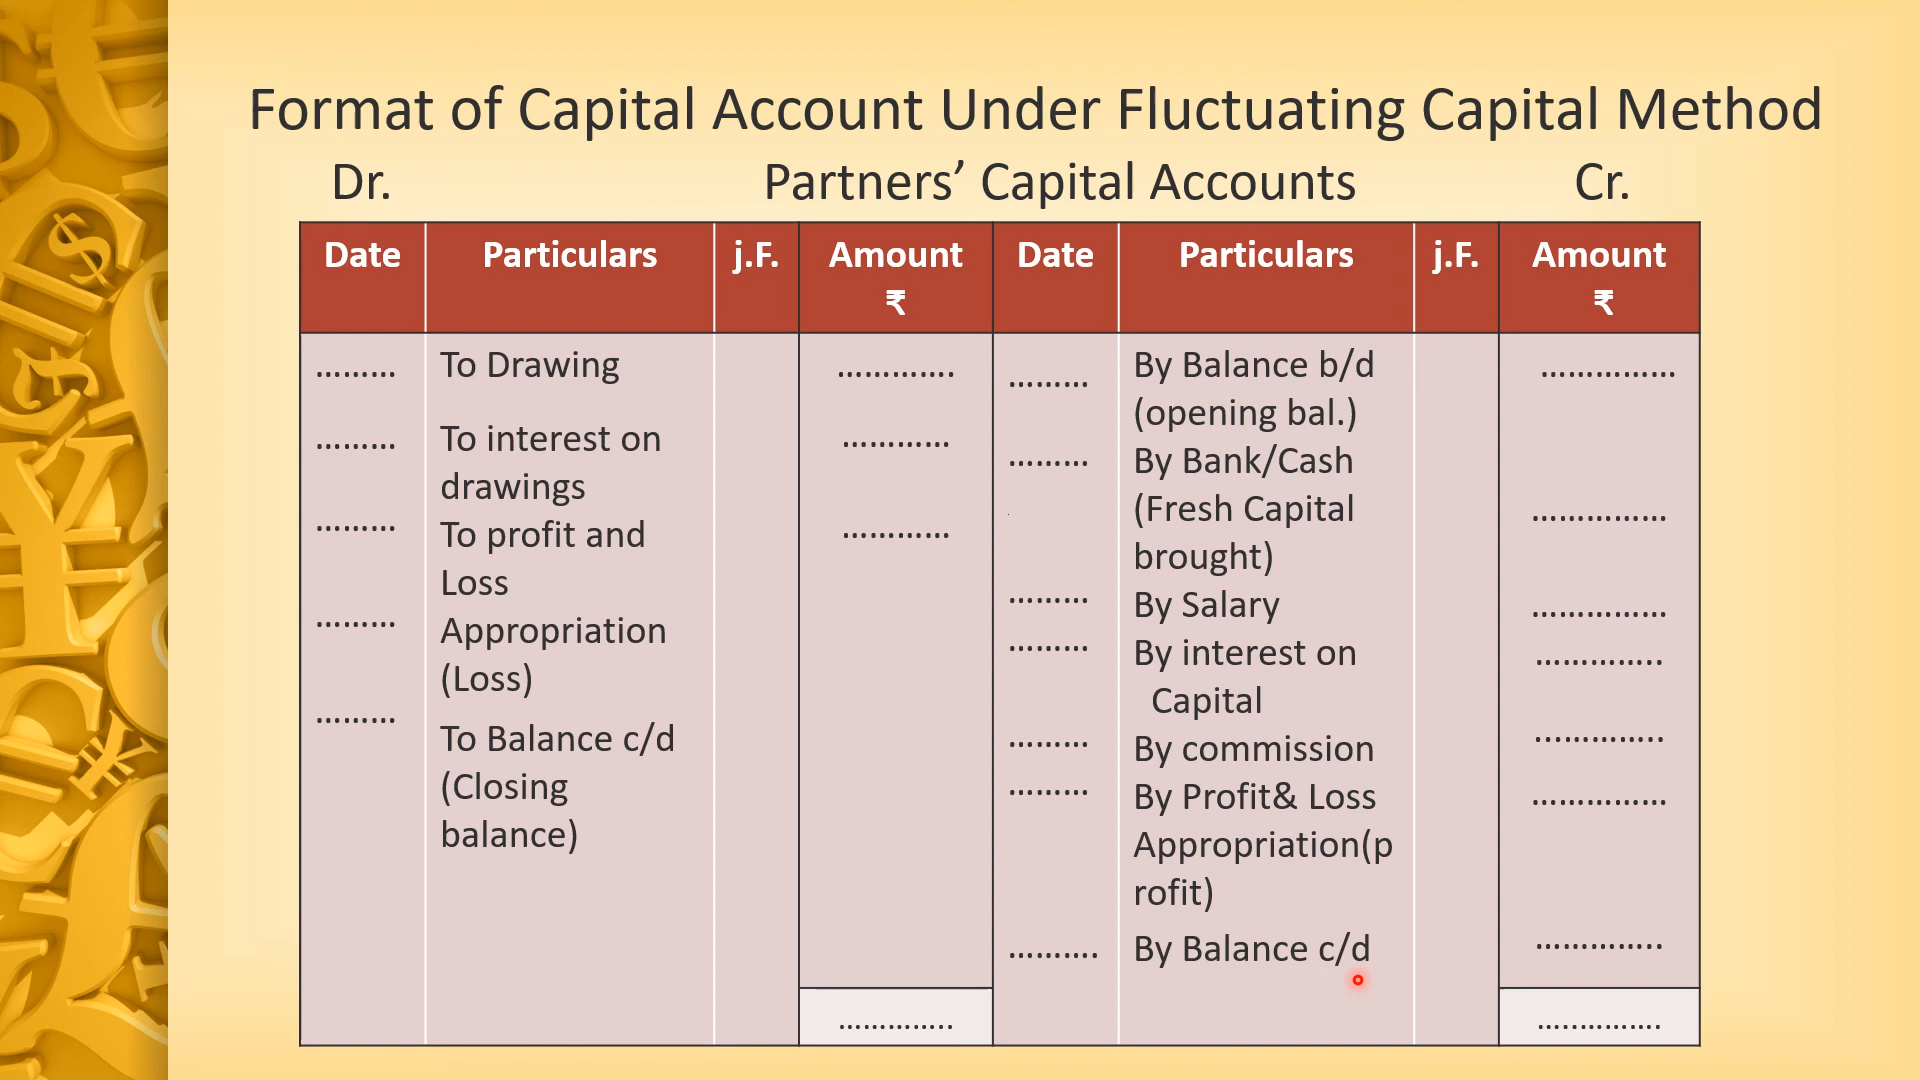 Format of Capital Account Under Fluctuating Capital Method
Dr. Partners’ Capital Accounts Cr.
Date Particulars j.F. Amount Date Particulars j.F. Amount
₹ ₹
......... To Drawing ............. ......... By Balance b/d ...............
(opening bal.)
......... To interest on ............ ......... By Bank/Cash
drawings (Fresh Capital ...............
......... To profit and ............ brought)
Loss ......... By Salary ...............
......... Appropriation ......... By interest on ..............
(Loss) Capital
......... To Balance c/d ......... By commission ..............
(Closing ......... By Profit& Loss ...............
balance) Appropriation(p
rofit)
.......... By Balance c/d ..............
............. ..............